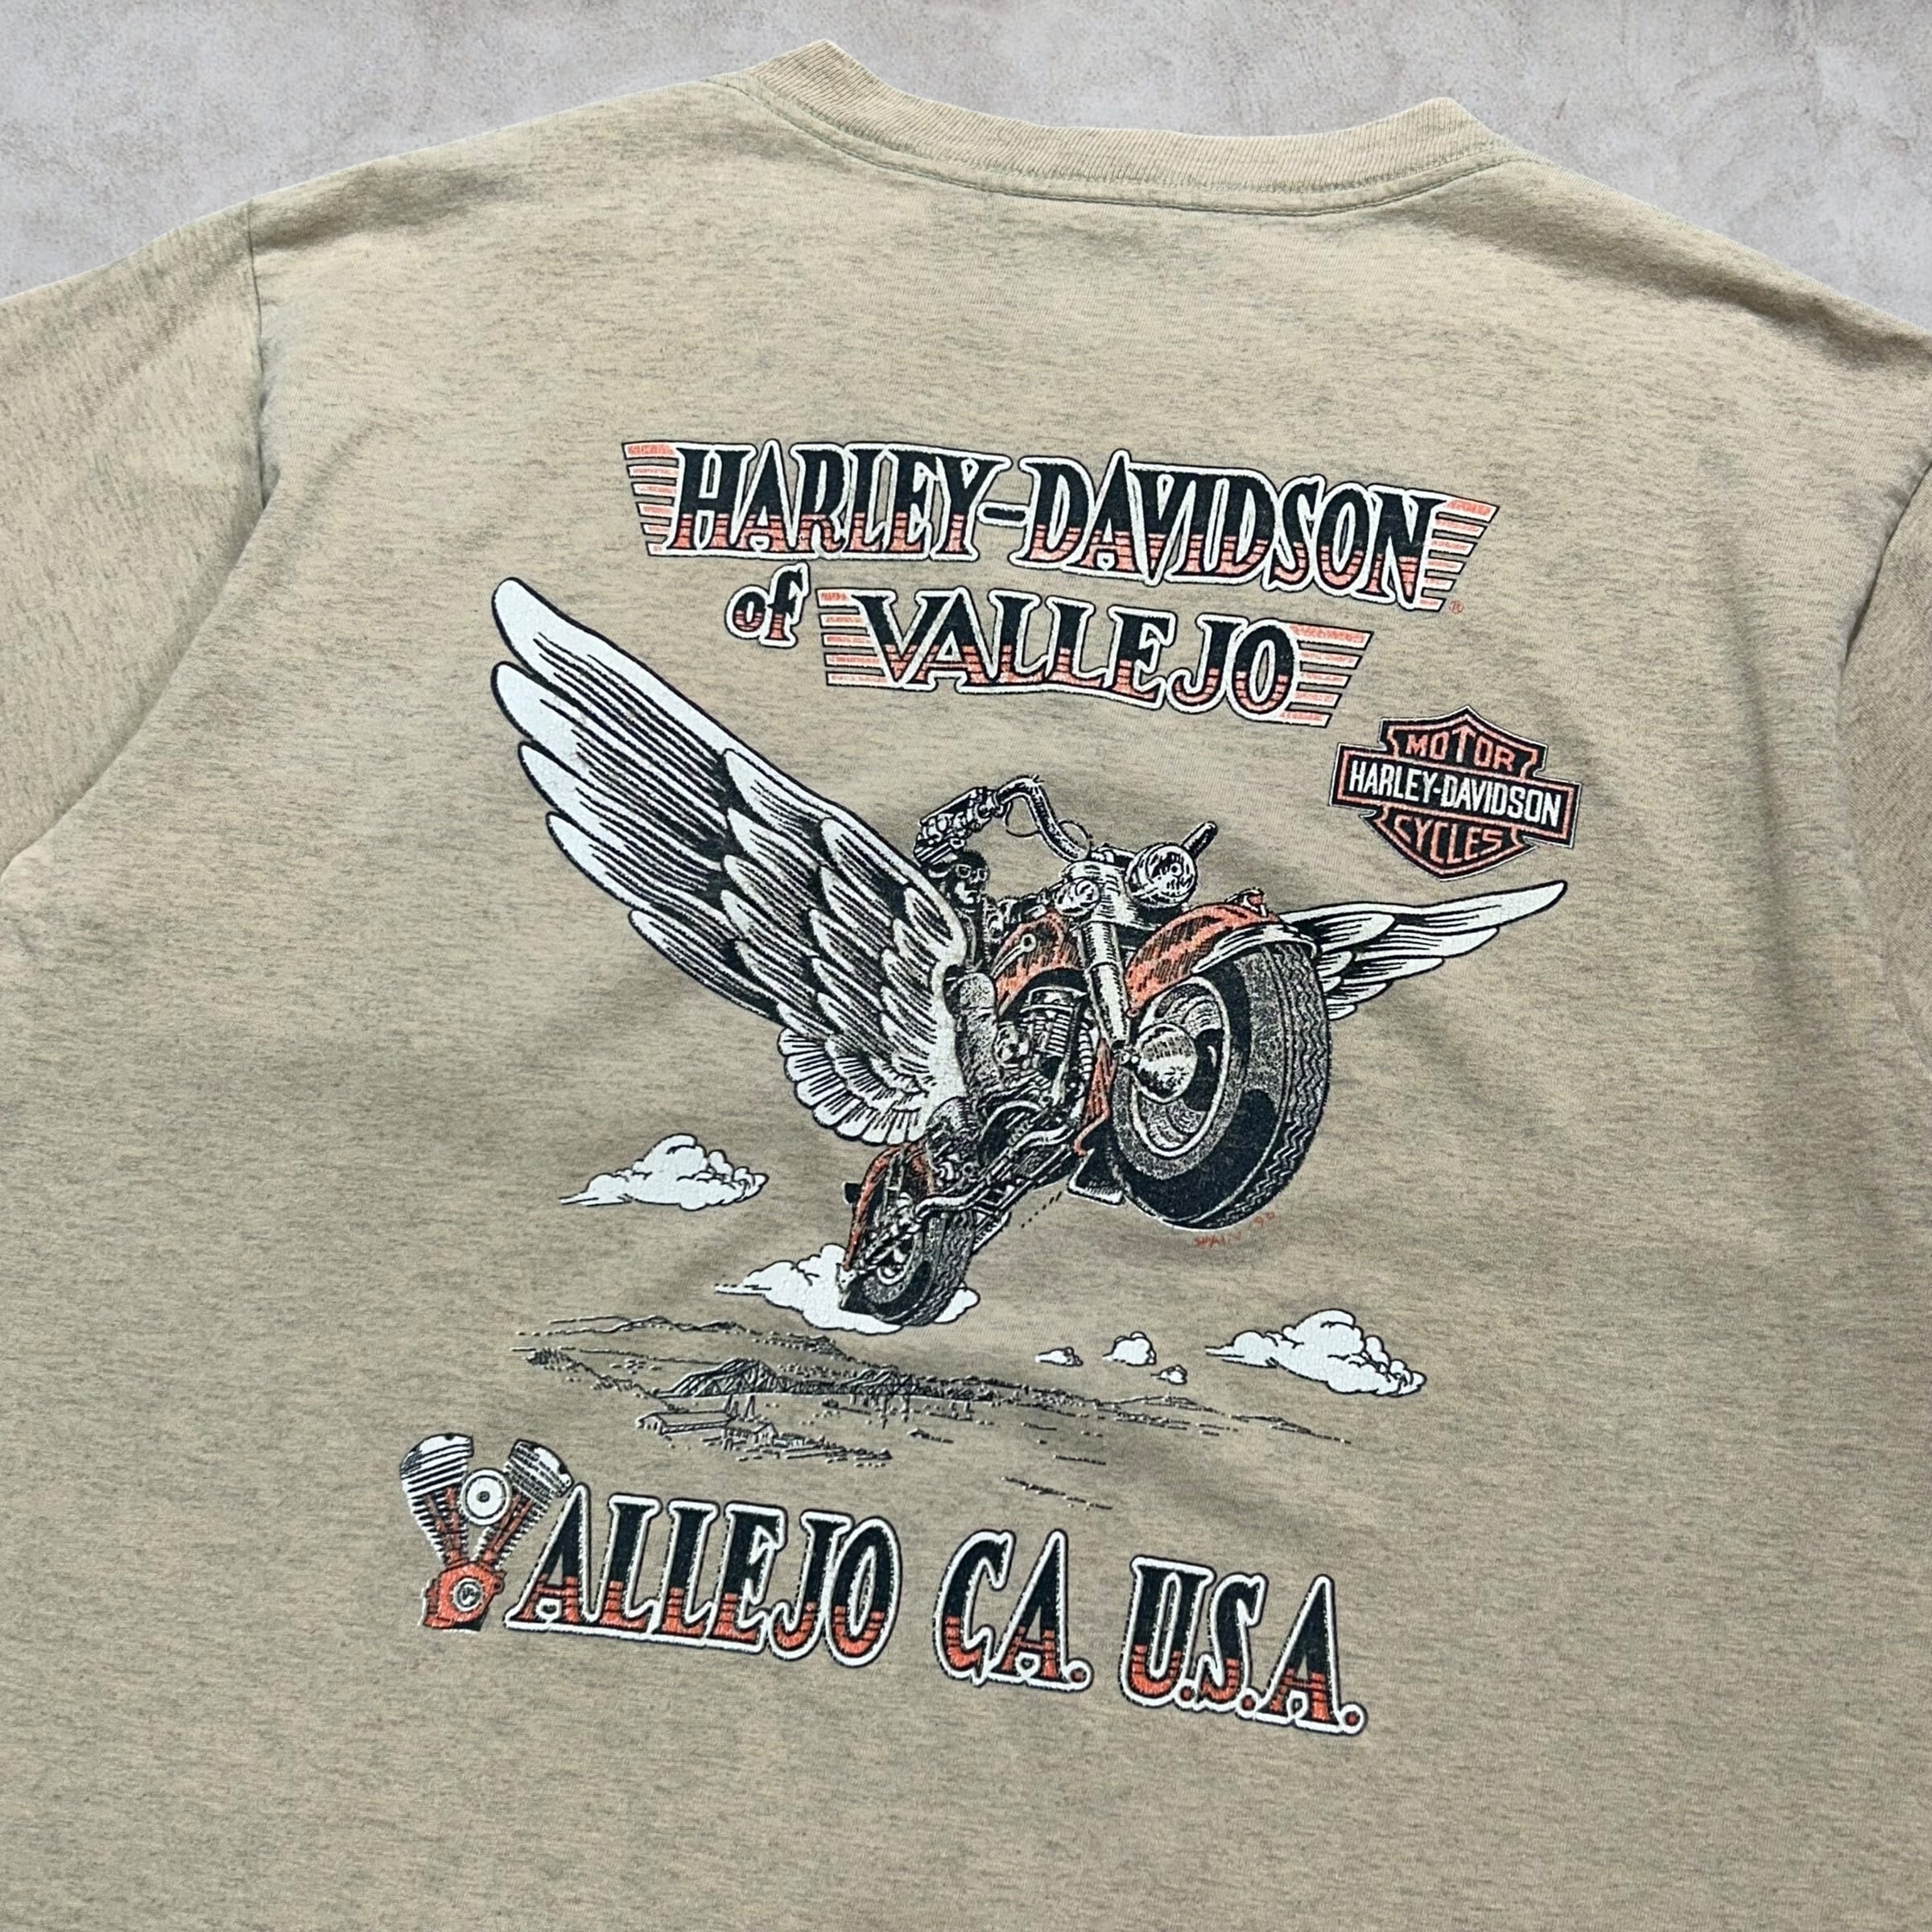 HARLEY-DAVIDSON ®
of VALLEJO
MOTOR
HARLEY-DAVIDSON
CYCLES
VALLEJO CA. U.S.A.